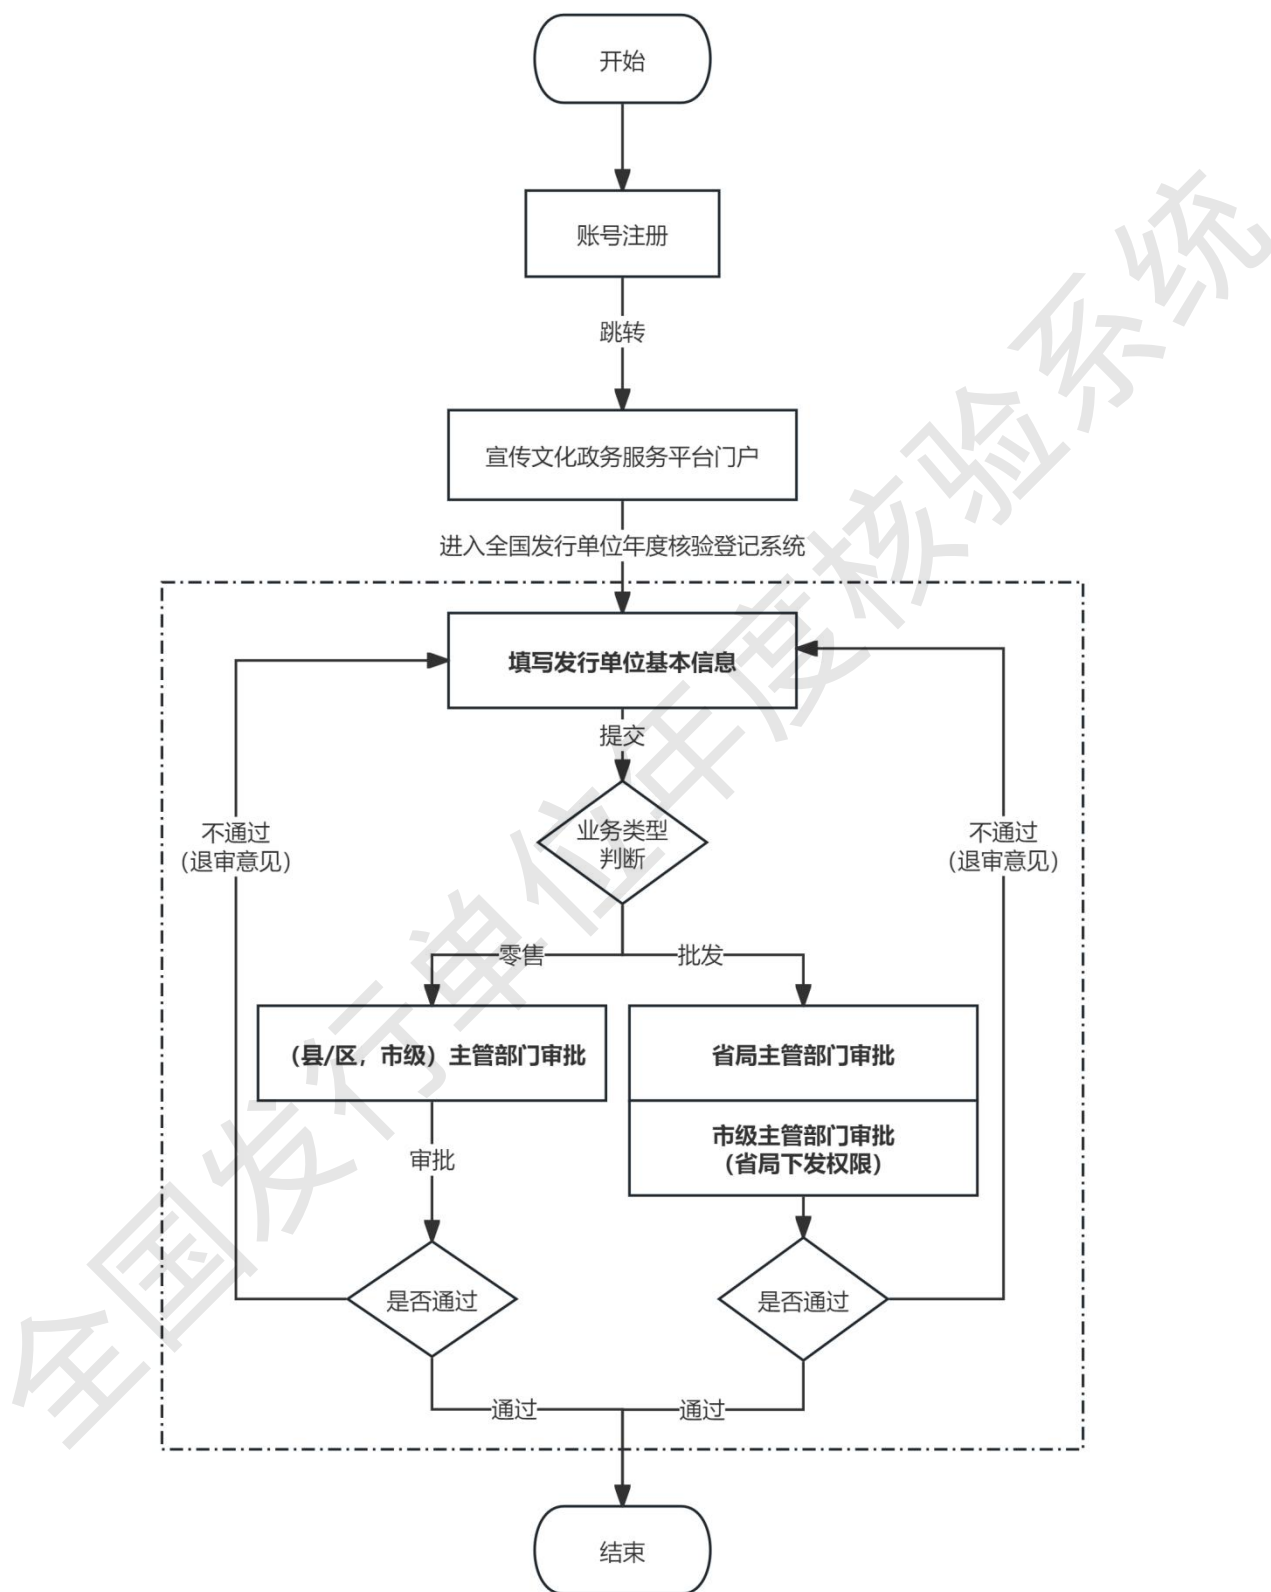 开始
账号注册
跳转
宣传文化政务服务平台门户
进入全国发行单位年度核验登记系统
填写发行单位基本信息
提交
业务类型
判断
不通过
（退审意见）
不通过
（退审意见）
零售
批发
（县/区，市级）主管部门审批
省局主管部门审批
市级主管部门审批
（省局下发权限）
审批
是否通过
是否通过
通过
通过
结束
全国发行单位年度核验系统